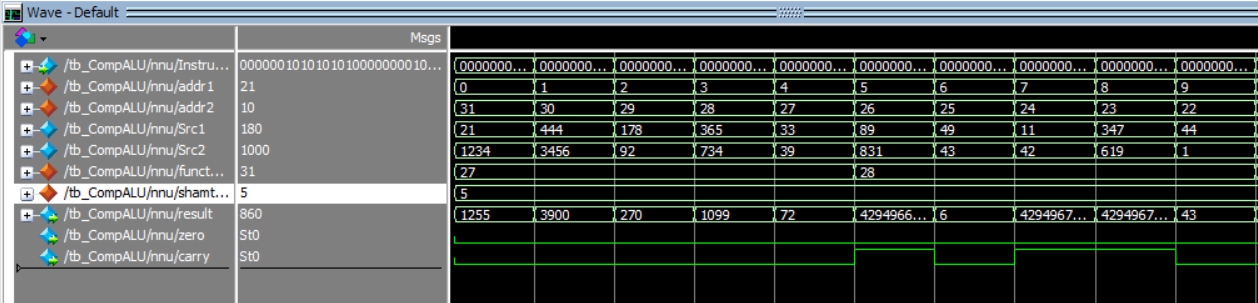 Wave - Default
Msgs
/tb_CompALU/nnu/Instru... 00000010101010100000000010... 0000000... 0000000... 0000000... 0000000... 0000000... 0000000... 0000000... 0000000... 0000000... 0000000...
/tb_CompALU/nnu/addr1 21 0 1 2 3 4 5 6 7 8 9
/tb_CompALU/nnu/addr2 10 31 30 29 28 27 26 25 24 23 22
/tb_CompALU/nnu/Src1 180 21 444 178 365 33 89 49 11 347 44
/tb_CompALU/nnu/Src2 1000 1234 3456 92 734 39 831 43 42 619 1
/tb_CompALU/nnu/funct... 31 27 28
/tb_CompALU/nnu/shamt... 5 5
/tb_CompALU/nnu/result 860 1255 3900 270 1099 72 4294966... 6 4294967... 4294967... 43
/tb_CompALU/nnu/zero St0
/tb_CompALU/nnu/carry St0